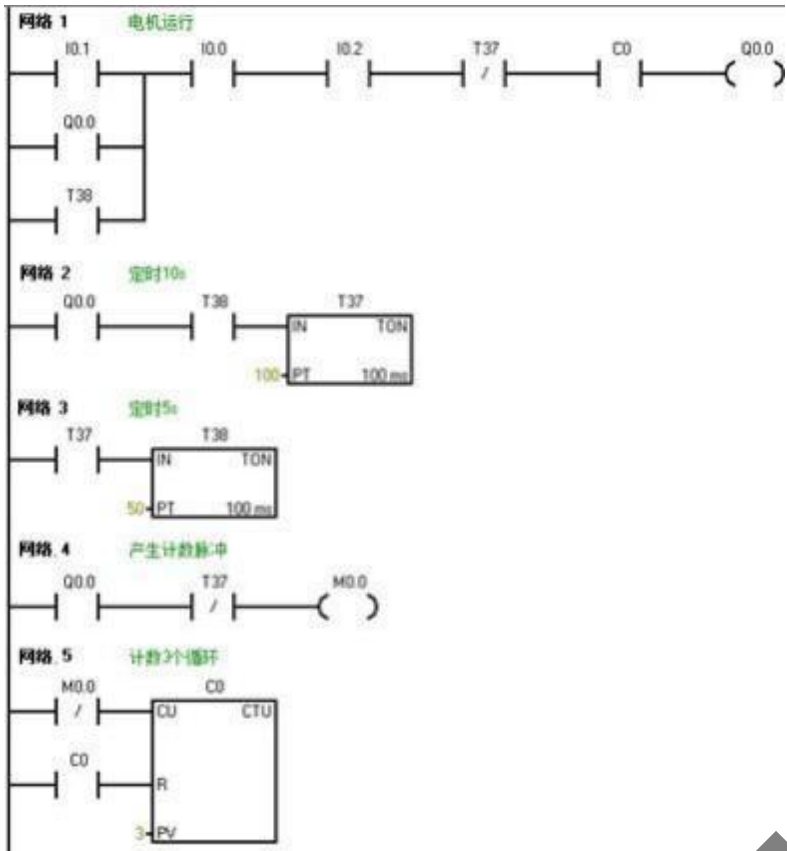 网络 1 电机运行
I0.1 I0.0 I0.2 T37 C0 Q0.0
/
Q0.0
T38
网络 2 定时10s
Q0.0 T38 T37
IN TON
100 PT 100 ms
网络 3 定时5s
T37 T38
IN TON
50 PT 100 ms
网络 4 产生计数脉冲
Q0.0 T37 M0.0
/
网络 5 计数3个循环
M0.0 C0
/ CU CTU
C0
R
3 PV